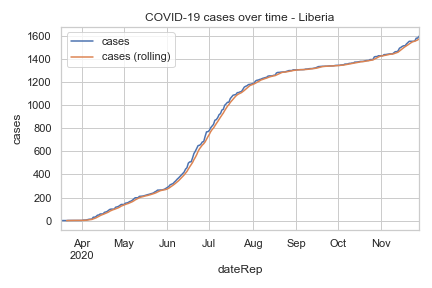 COVID-19 cases over time - Liberia
cases
cases (rolling)
1600
1400
1200
1000
800
600
400
200
0
cases
Apr May Jun Jul Aug Sep Oct Nov
2020
dateRep